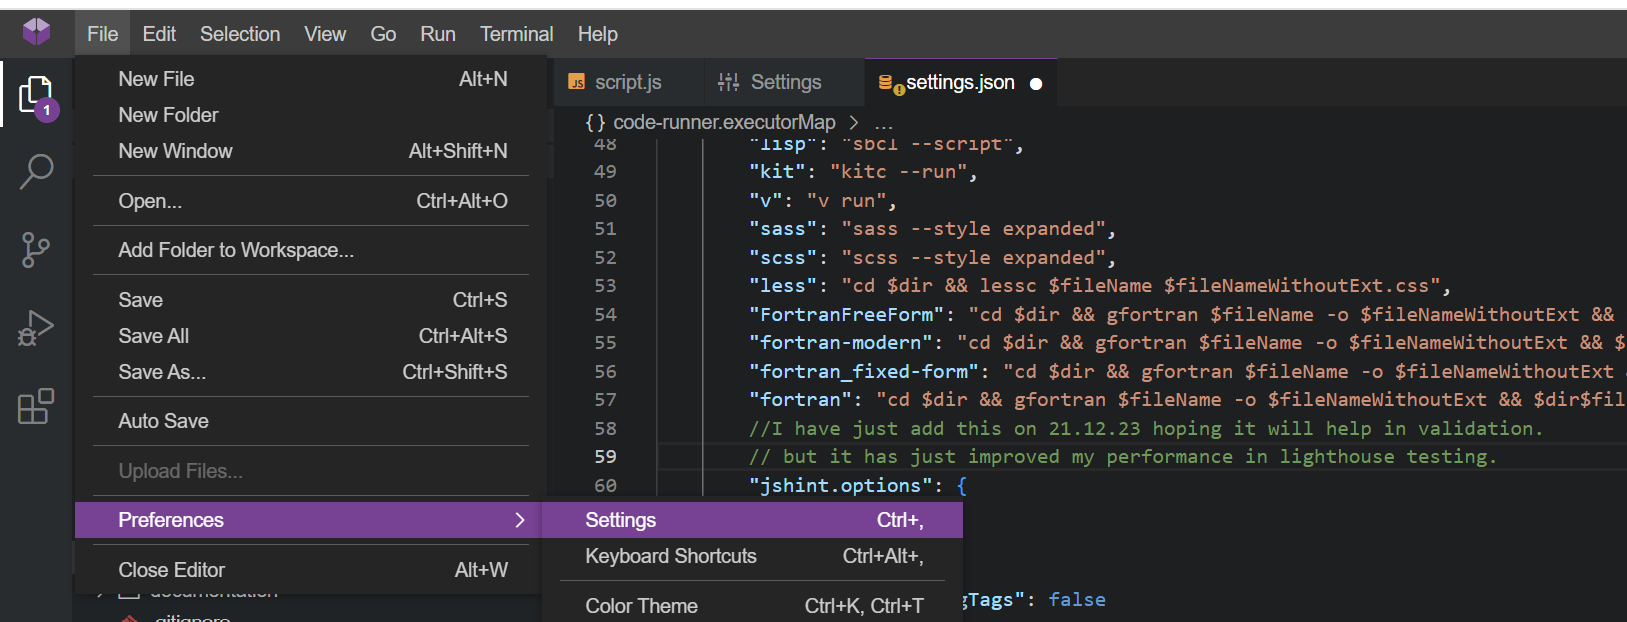 File Edit Selection View Go Run Terminal Help
New File Alt+N
New Folder
New Window Alt+Shift+N
Open... Ctrl+Alt+O
Add Folder to Workspace...
Save Ctrl+S
Save All Ctrl+Alt+S
Save As... Ctrl+Shift+S
Auto Save
Upload Files...
Preferences
Close Editor Alt+W
documentation
.gitignore
1
Settings Ctrl+,
Keyboard Shortcuts Ctrl+Alt+,
Color Theme Ctrl+K, Ctrl+T
JS script.js Settings settings.json
{} code-runner.executorMap > ...
48 "lisp": "sbcl --script",
49 "kit": "kitc --run",
50 "v": "v run",
51 "sass": "sass --style expanded",
52 "scss": "scss --style expanded",
53 "less": "cd $dir && lessc $fileName $fileNameWithoutExt.css",
54 "FortranFreeForm": "cd $dir && gfortran $fileName -o $fileNameWithoutExt &&
55 "fortran-modern": "cd $dir && gfortran $fileName -o $fileNameWithoutExt && $
56 "fortran_fixed-form": "cd $dir && gfortran $fileName -o $fileNameWithoutExt
57 "fortran": "cd $dir && gfortran $fileName -o $fileNameWithoutExt && $dir$fil
58 //I have just add this on 21.12.23 hoping it will help in validation.
59 // but it has just improved my performance in lighthouse testing.
60 "jshint.options": {
gTags": false